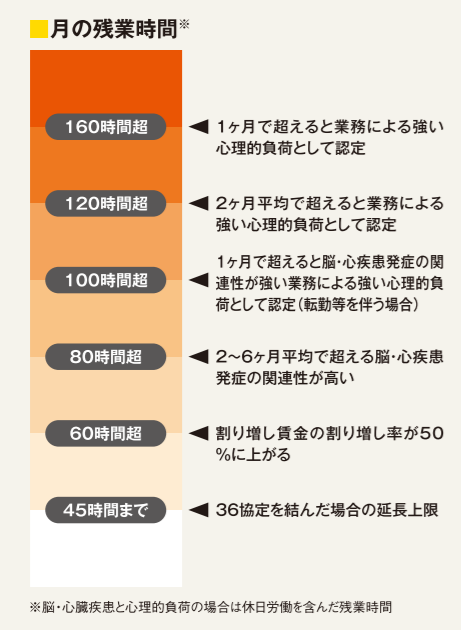 月の残業時間※
160時間超
1ヶ月で超えると業務による強い
心理的負荷として認定
120時間超
2ヶ月平均で超えると業務による
強い心理的負荷として認定
100時間超
1ヶ月で超えると脳・心疾患発症の関
連性が強い業務による強い心理的負
荷として認定（転勤等を伴う場合）
80時間超
2〜6ヶ月平均で超える脳・心疾患
発症の関連性が高い
60時間超
割り増し賃金の割り増し率が50
%に上がる
45時間まで
36協定を結んだ場合の延長上限
※脳・心臓疾患と心理的負荷の場合は休日労働を含んだ残業時間